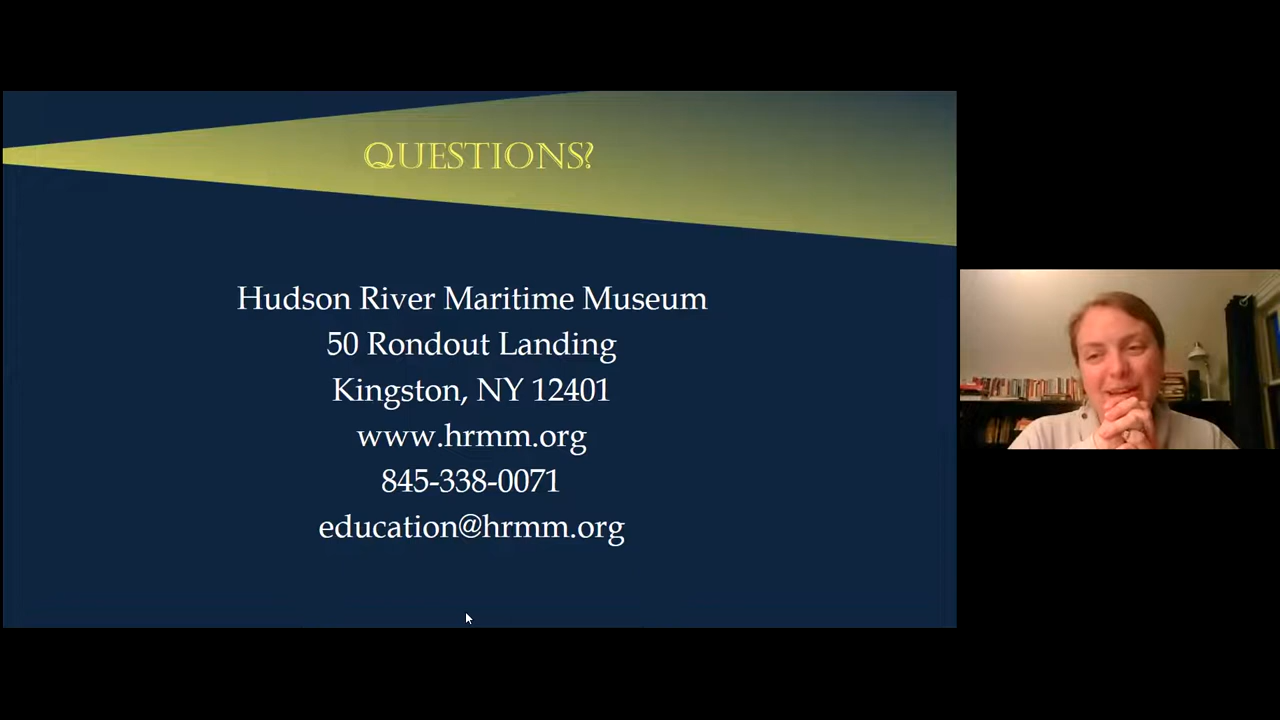 QUESTIONS?
Hudson River Maritime Museum
50 Rondout Landing
Kingston, NY 12401
www.hrmm.org
845-338-0071
education@hrmm.org